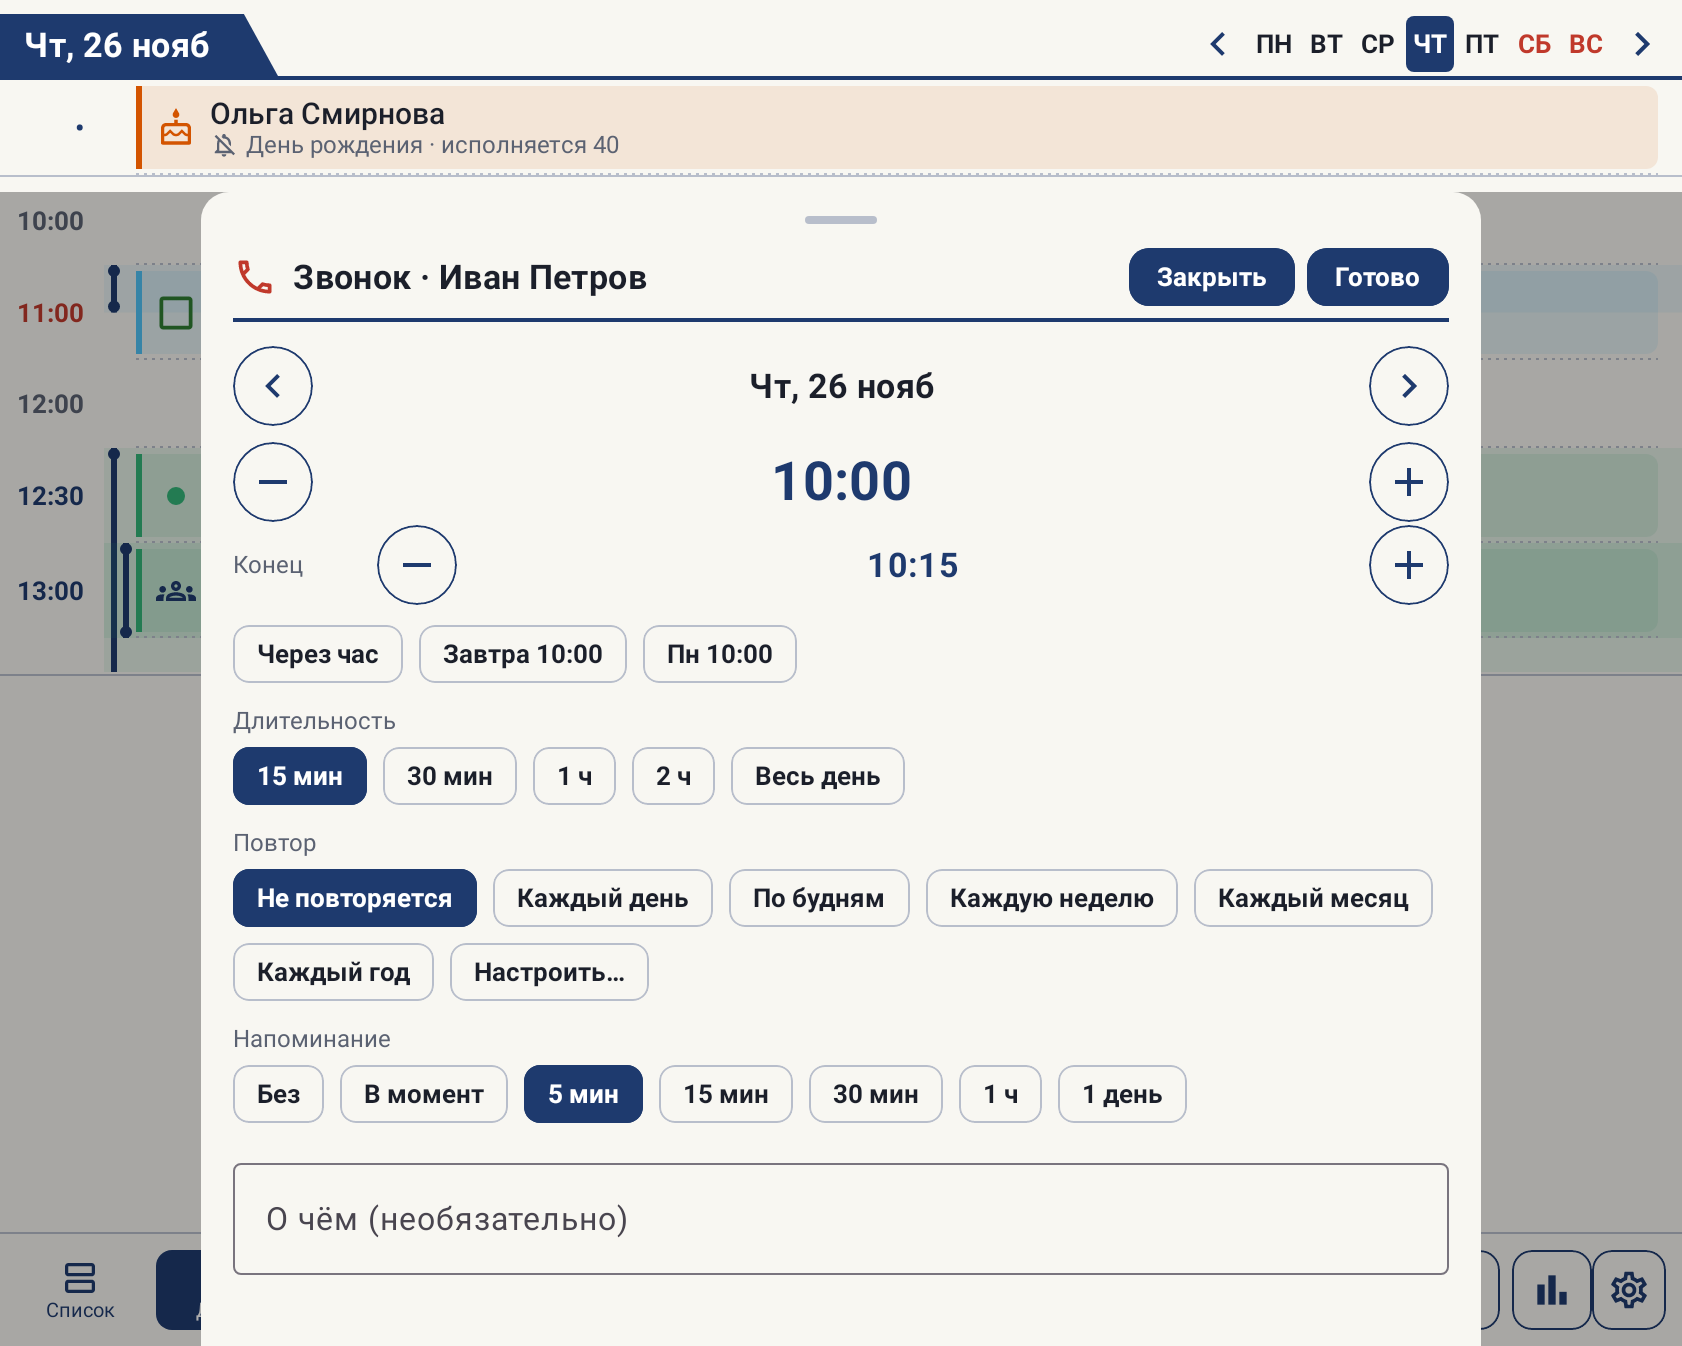 Чт, 26 нояб
ПН ВТ СР ЧТ ПТ СБ ВС
Ольга Смирнова
День рождения · исполняется 40
10:00
11:00
12:00
12:30
13:00
Звонок · Иван Петров
Закрыть Готово
Чт, 26 нояб
10:00
Конец 10:15
Через час Завтра 10:00 Пн 10:00
Длительность
15 мин 30 мин 1 ч 2 ч Весь день
Повтор
Не повторяется Каждый день По будням Каждую неделю Каждый месяц
Каждый год Настроить...
Напоминание
Без В момент 5 мин 15 мин 30 мин 1 ч 1 день
О чём (необязательно)
Список